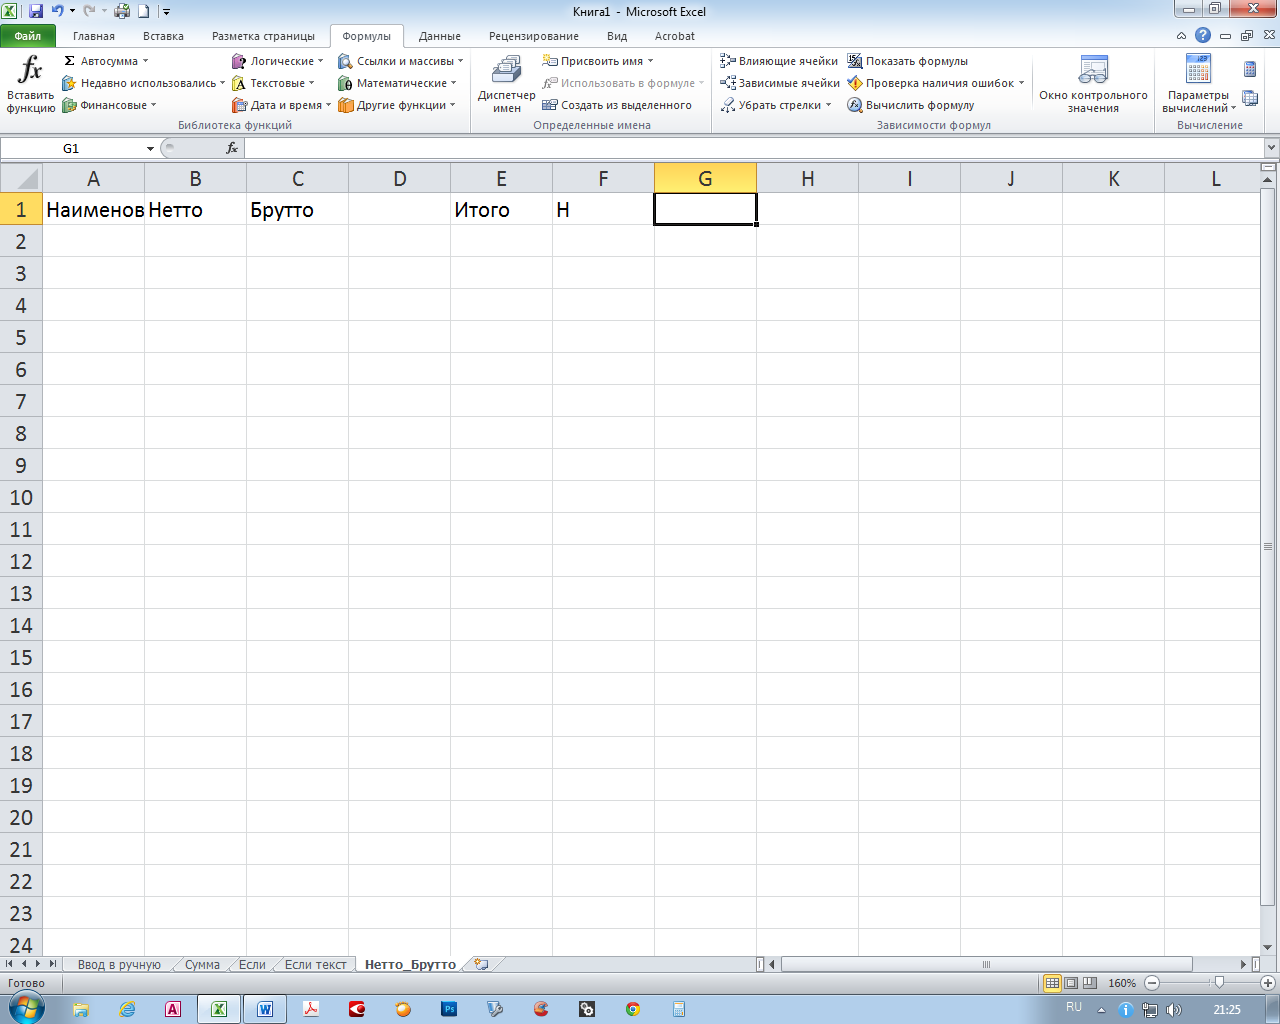 Книга1 - Microsoft Excel
Файл Главная Вставка Разметка страницы Формулы Данные Рецензирование Вид Acrobat
fx Вставить функцию
Σ Автосумма
Недавно использовались
Финансовые
Логические
Текстовые
Дата и время
Ссылки и массивы
Математические
Другие функции
Библиотека функций
Диспетчер имен
Присвоить имя
Использовать в формуле
Создать из выделенного
Определенные имена
Влияющие ячейки
Зависимые ячейки
Убрать стрелки
Показать формулы
Проверка наличия ошибок
Вычислить формулу
Зависимости формул
Окно контрольного значения
Параметры вычислений
Вычисление
G1 fx
A B C D E F G H I J K L
1 Наименов Нетто Брутто Итого Н
2
3
4
5
6
7
8
9
10
11
12
13
14
15
16
17
18
19
20
21
22
23
24
Ввод в ручную Сумма Если Если текст Нетто_Брутто
Готово 160%
RU 21:25